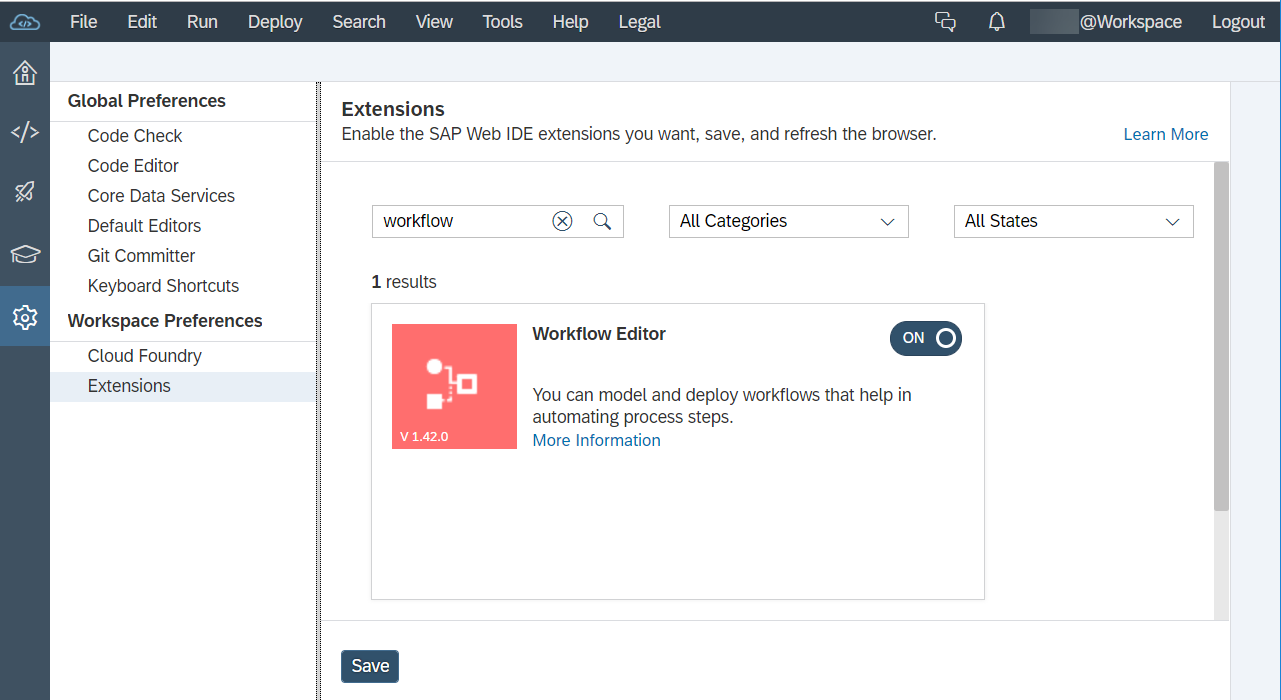 File Edit Run Deploy Search View Tools Help Legal @Workspace Logout
Global Preferences
Code Check
Code Editor
Core Data Services
Default Editors
Git Committer
Keyboard Shortcuts
Workspace Preferences
Cloud Foundry
Extensions
Extensions
Enable the SAP Web IDE extensions you want, save, and refresh the browser.
Learn More
workflow
All Categories
All States
1 results
Workflow Editor
ON
You can model and deploy workflows that help in
automating process steps.
More Information
V 1.42.0
Save